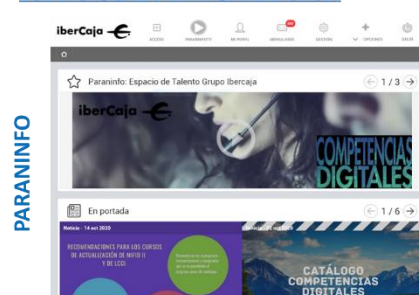 iberCaja
ACCESO
PARANINFO
MI PERFIL
MENSAJERÍA
GESTIÓN
OPCIONES
SALIR
Paraninfo: Espacio de Talento Grupo Ibercaja
1 / 3
iberCaja
COMPETENCIAS
DIGITALES
PARANINFO
En portada
1 / 6
Noticia - 14 oct 2020
RECOMENDACIONES PARA LOS CURSOS
DE ACTUALIZACIÓN DE MIFID II
Y DE LCCI
CATÁLOGO
COMPETENCIAS
DIGITALES